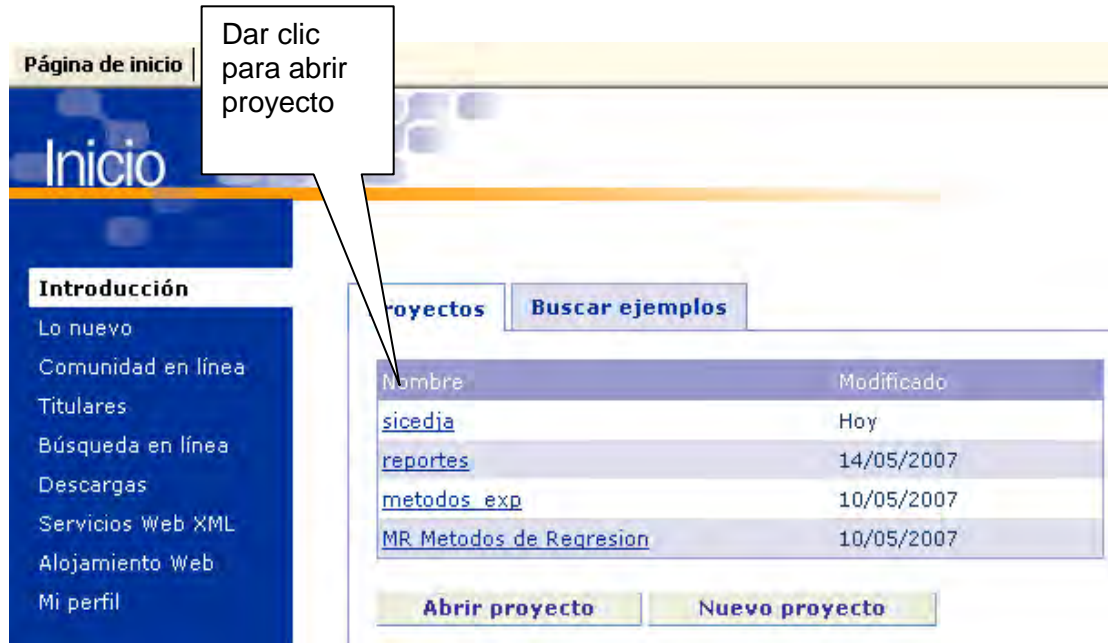 Dar clic
para abrir
proyecto
Página de inicio
Inicio
Introducción
Lo nuevo
Comunidad en línea
Titulares
Búsqueda en línea
Descargas
Servicios Web XML
Alojamiento Web
Mi perfil
royectos Buscar ejemplos
Nombre Modificado
sicedja Hoy
reportes 14/05/2007
metodos_exp 10/05/2007
MR Metodos de Regresion 10/05/2007
Abrir proyecto Nuevo proyecto